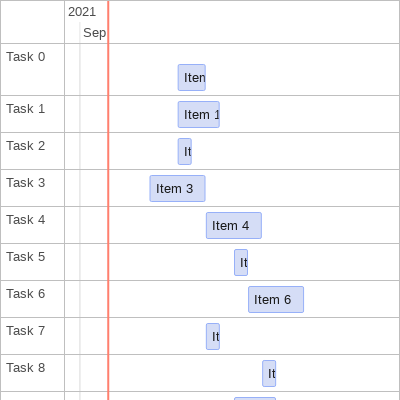 2021
Sep
Task 0
Iten
Task 1
Item 1
Task 2
It
Task 3
Item 3
Task 4
Item 4
Task 5
It
Task 6
Item 6
Task 7
It
Task 8
It